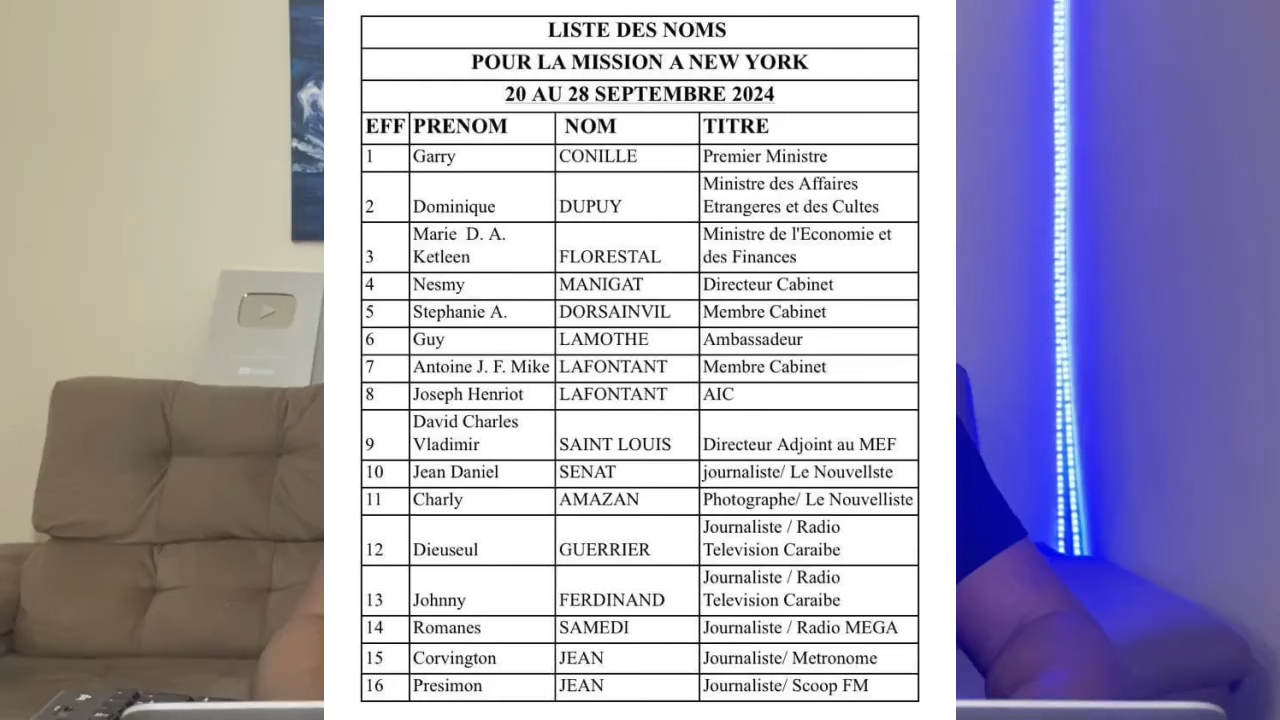 LISTE DES NOMS
POUR LA MISSION A NEW YORK
20 AU 28 SEPTEMBRE 2024
EFF PRENOM NOM TITRE
1 Garry CONILLE Premier Ministre
2 Dominique DUPUY Ministre des Affaires
Etrangeres et des Cultes
3 Marie D. A.
Ketleen FLORESTAL Ministre de l'Economie et
des Finances
4 Nesmy MANIGAT Directeur Cabinet
5 Stephanie A. DORSAINVIL Membre Cabinet
6 Guy LAMOTHE Ambassadeur
7 Antoine J. F. Mike LAFONTANT Membre Cabinet
8 Joseph Henriot LAFONTANT AIC
9 David Charles
Vladimir SAINT LOUIS Directeur Adjoint au MEF
10 Jean Daniel SENAT journaliste/ Le Nouvellste
11 Charly AMAZAN Photographe/ Le Nouvelliste
12 Dieuseul GUERRIER Journaliste / Radio
Television Caraibe
13 Johnny FERDINAND Journaliste / Radio
Television Caraibe
14 Romanes SAMEDI Journaliste / Radio MEGA
15 Corvington JEAN Journaliste/ Metronome
16 Presimon JEAN Journaliste/ Scoop FM